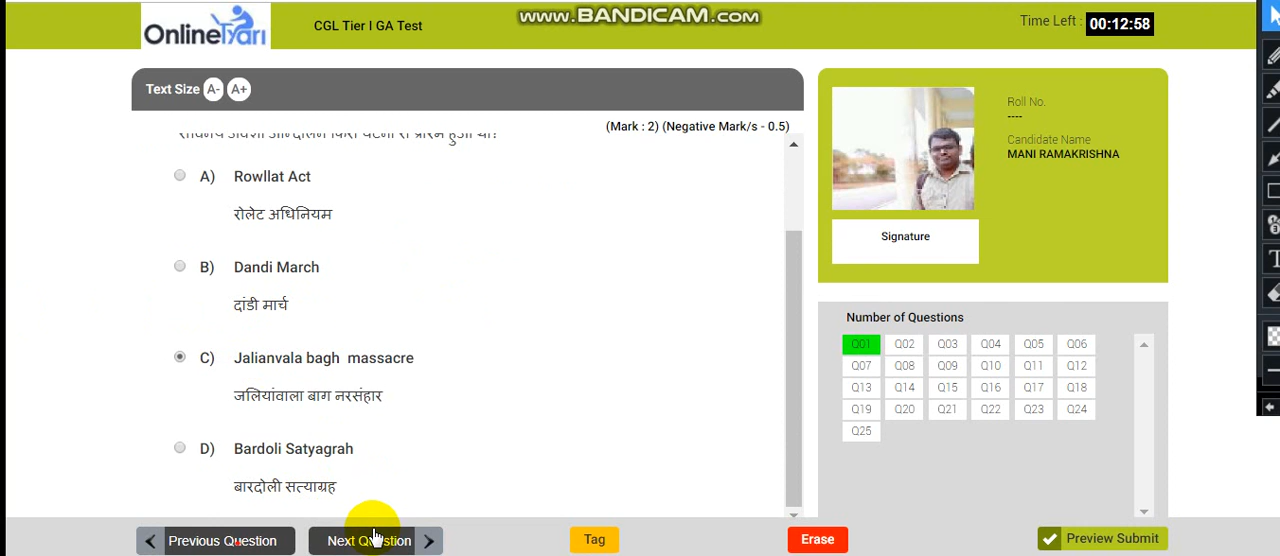 www.BANDICAM.com
OnlineTyari
CGL Tier I GA Test
Time Left : 00:12:58
Text Size A- A+
(Mark : 2) (Negative Mark/s - 0.5)
A) Rowllat Act
रोलेट अधिनियम
B) Dandi March
दांडी मार्च
C) Jalianvala bagh massacre
जलियांवाला बाग नरसंहार
D) Bardoli Satyagrah
बारदोली सत्याग्रह
Previous Question
Next Question
Tag
Erase
Roll No.
----
Candidate Name
MANI RAMAKRISHNA
Signature
Number of Questions
Q01 Q02 Q03 Q04 Q05 Q06
Q07 Q08 Q09 Q10 Q11 Q12
Q13 Q14 Q15 Q16 Q17 Q18
Q19 Q20 Q21 Q22 Q23 Q24
Q25
Preview Submit